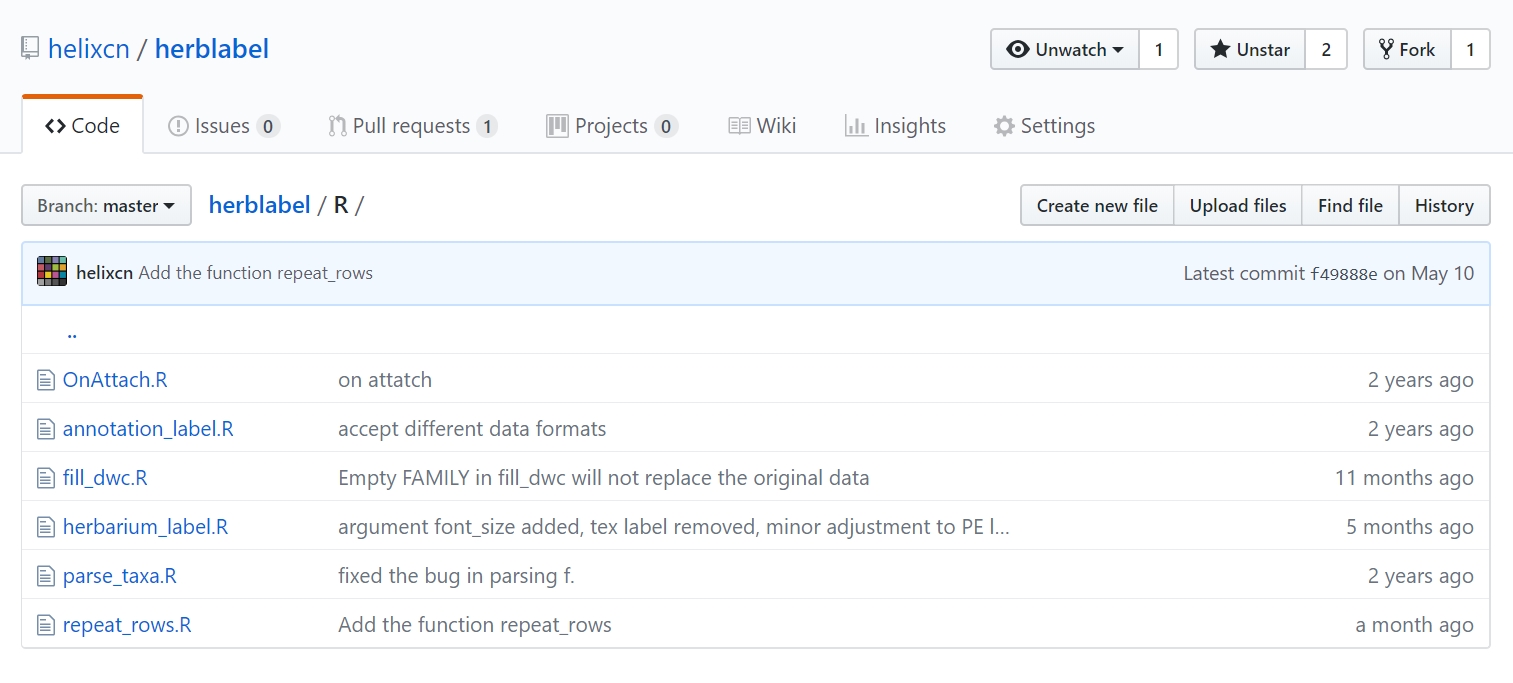 helixcn / herblabel
Unwatch 1 Unstar 2 Fork 1
Code Issues 0 Pull requests 1 Projects 0 Wiki Insights Settings
Branch: master herblabel / R / Create new file Upload files Find file History
helixcn Add the function repeat_rows Latest commit f49888e on May 10
..
OnAttach.R on attatch 2 years ago
annotation_label.R accept different data formats 2 years ago
fill_dwc.R Empty FAMILY in fill_dwc will not replace the original data 11 months ago
herbarium_label.R argument font_size added, tex label removed, minor adjustment to PE l... 5 months ago
parse_taxa.R fixed the bug in parsing f. 2 years ago
repeat_rows.R Add the function repeat_rows a month ago